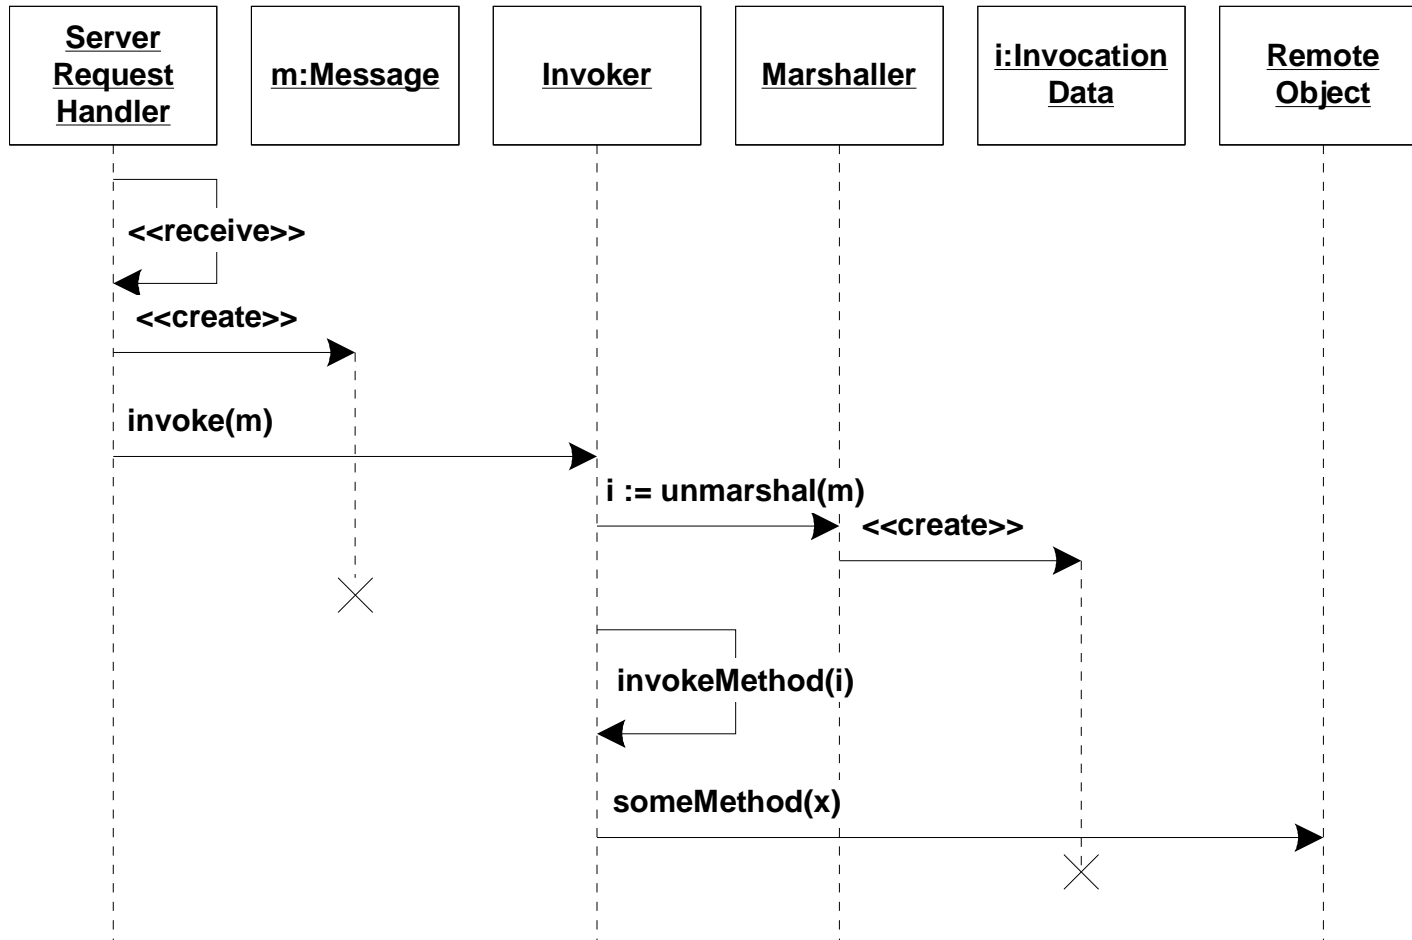 Server
Request
Handler
m:Message
Invoker
Marshaller
i:Invocation
Data
Remote
Object
<<receive>>
<<create>>
invoke(m)
i := unmarshal(m)
<<create>>
invokeMethod(i)
someMethod(x)